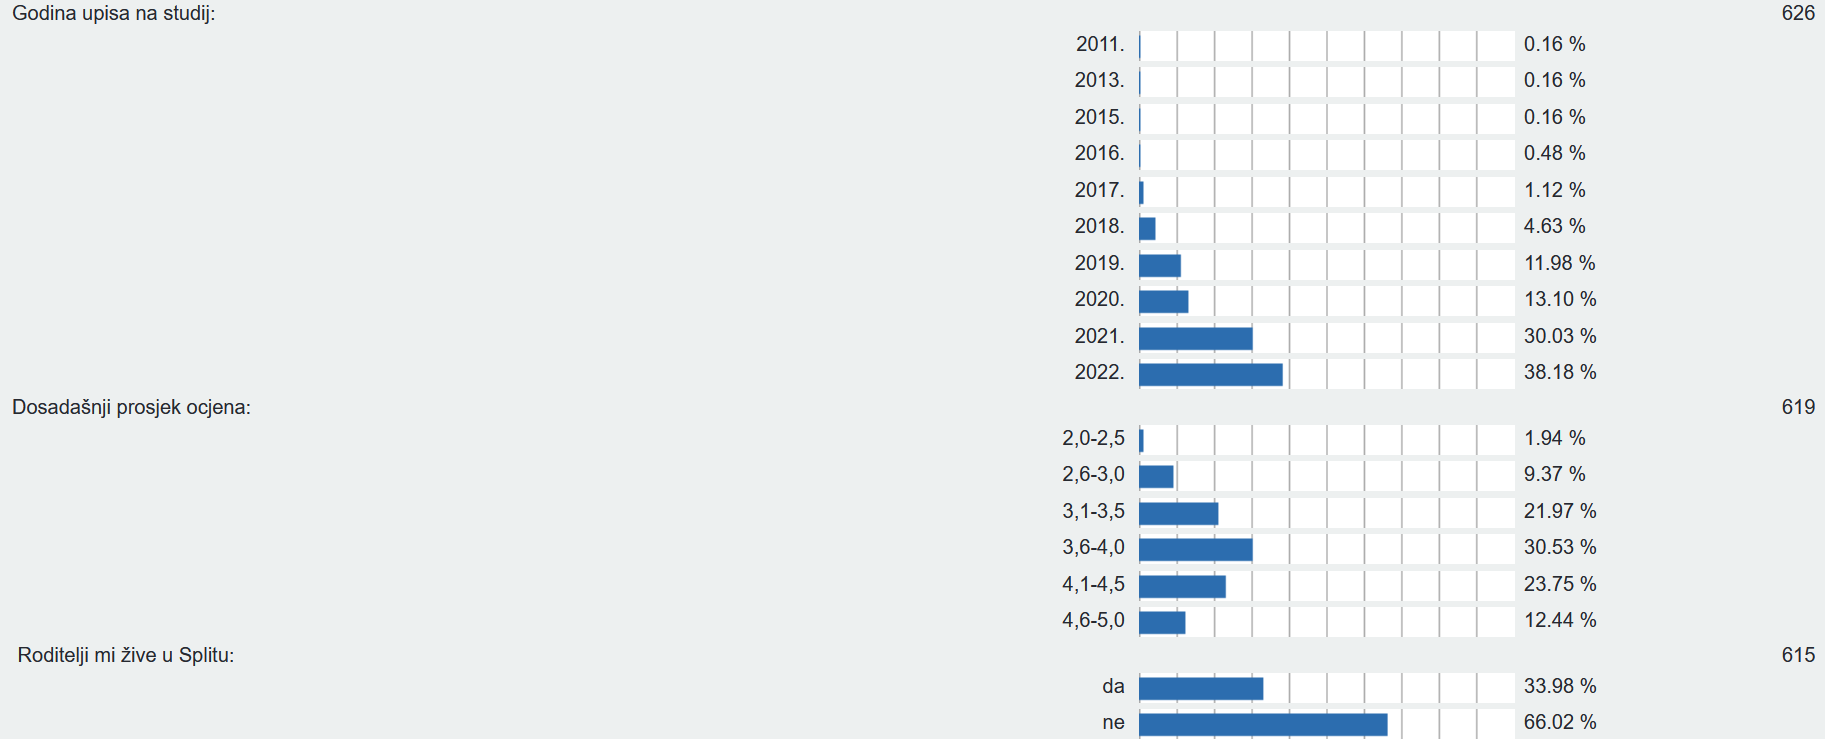 Godina upisa na studij: 626
2011. 0.16 %
2013. 0.16 %
2015. 0.16 %
2016. 0.48 %
2017. 1.12 %
2018. 4.63 %
2019. 11.98 %
2020. 13.10 %
2021. 30.03 %
2022. 38.18 %
Dosadašnji prosjek ocjena: 619
2,0-2,5 1.94 %
2,6-3,0 9.37 %
3,1-3,5 21.97 %
3,6-4,0 30.53 %
4,1-4,5 23.75 %
4,6-5,0 12.44 %
Roditelji mi žive u Splitu: 615
da 33.98 %
ne 66.02 %